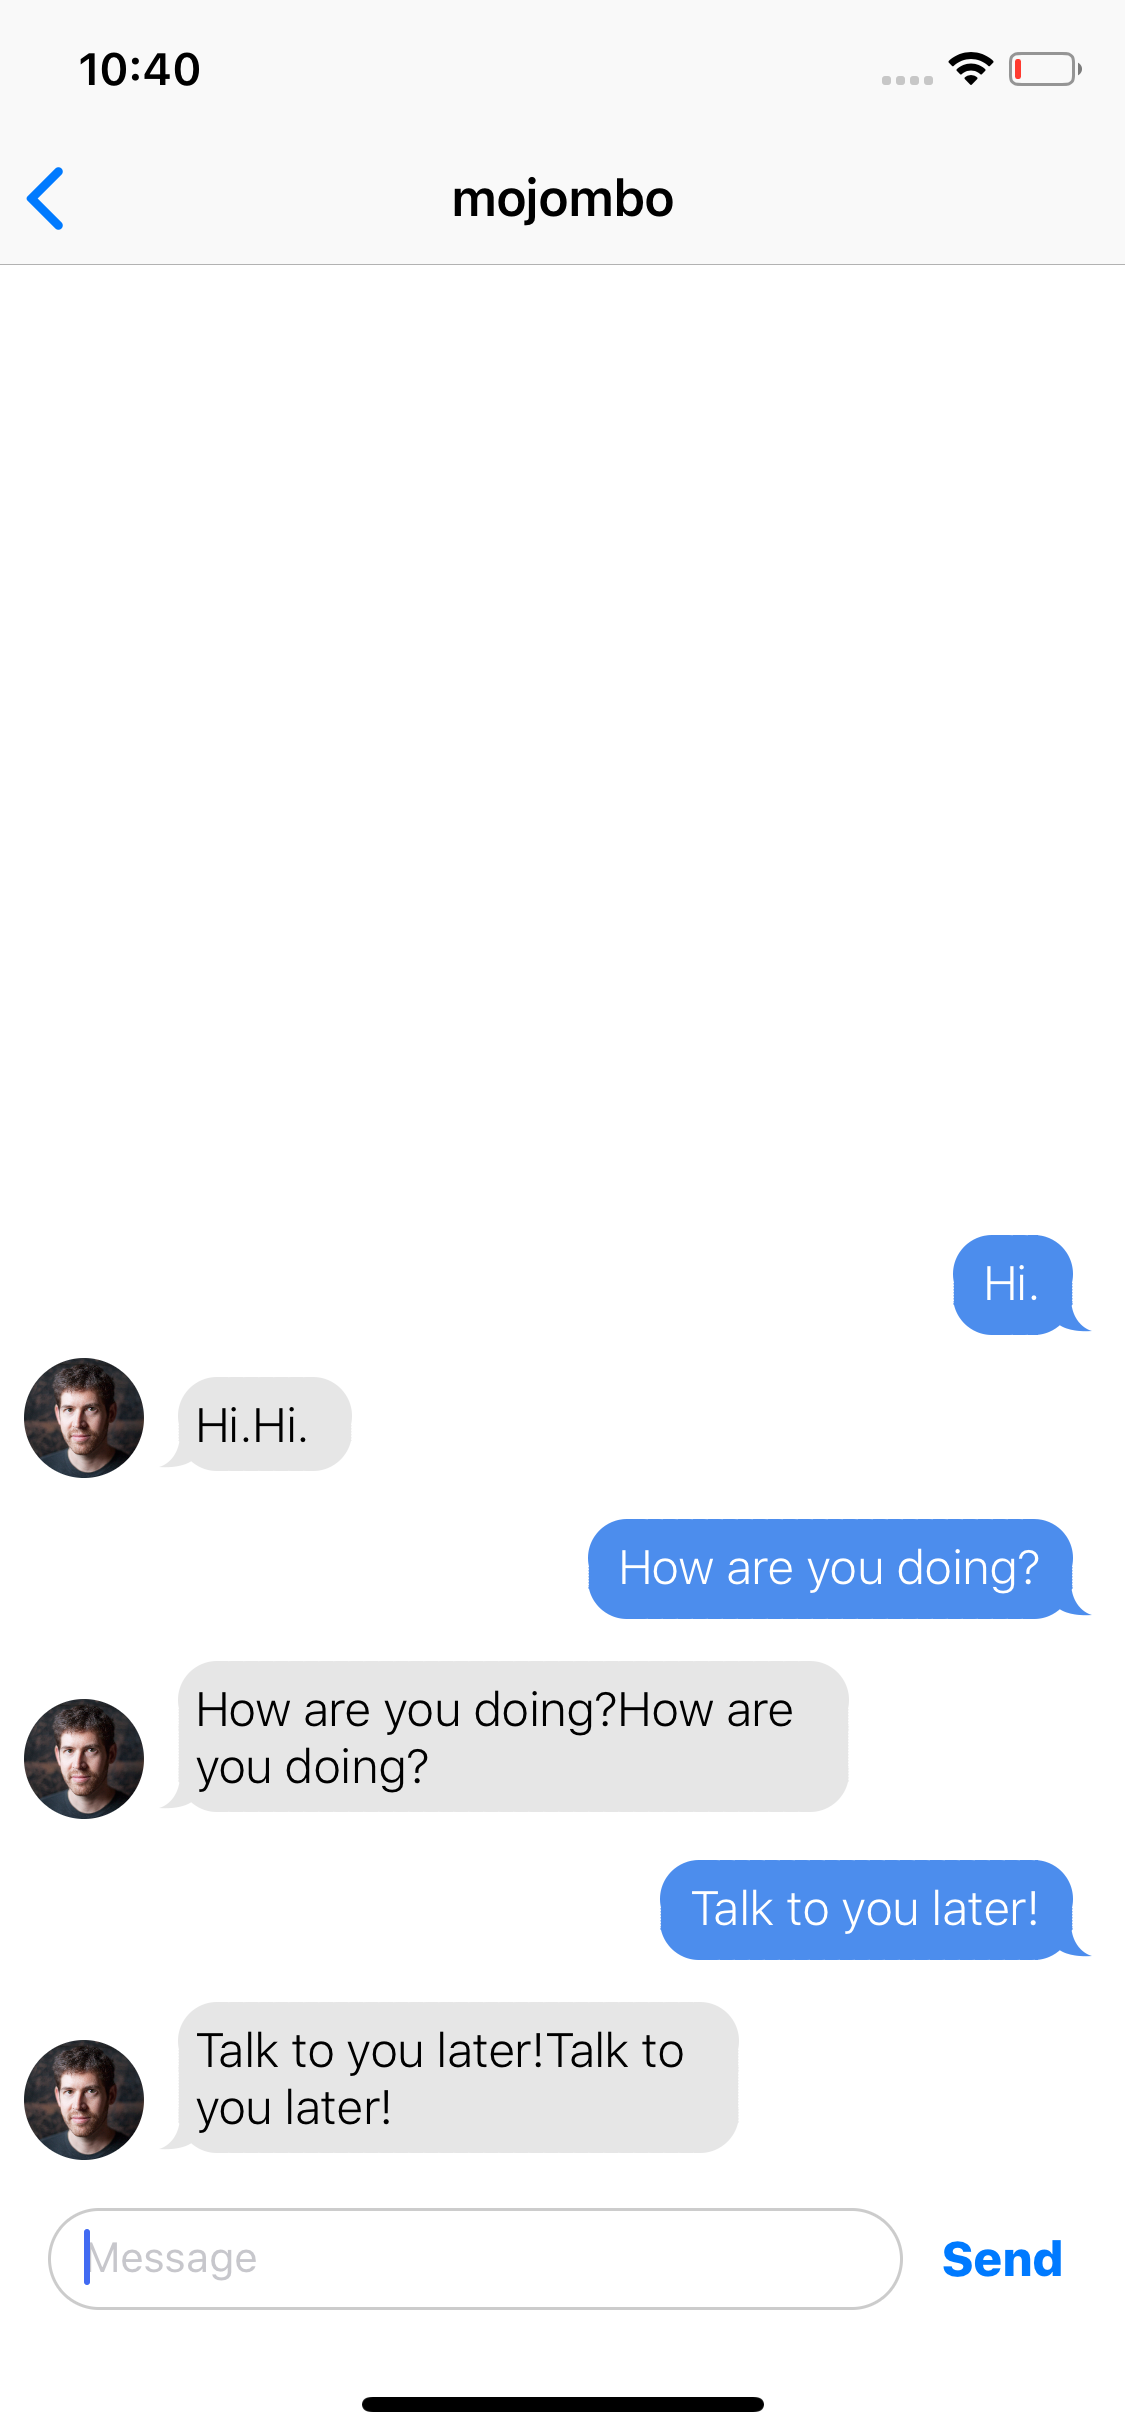 10:40
mojombo
Hi.
Hi.Hi.
How are you doing?
How are you doing?How are
you doing?
Talk to you later!
Talk to you later!Talk to
you later!
Message
Send